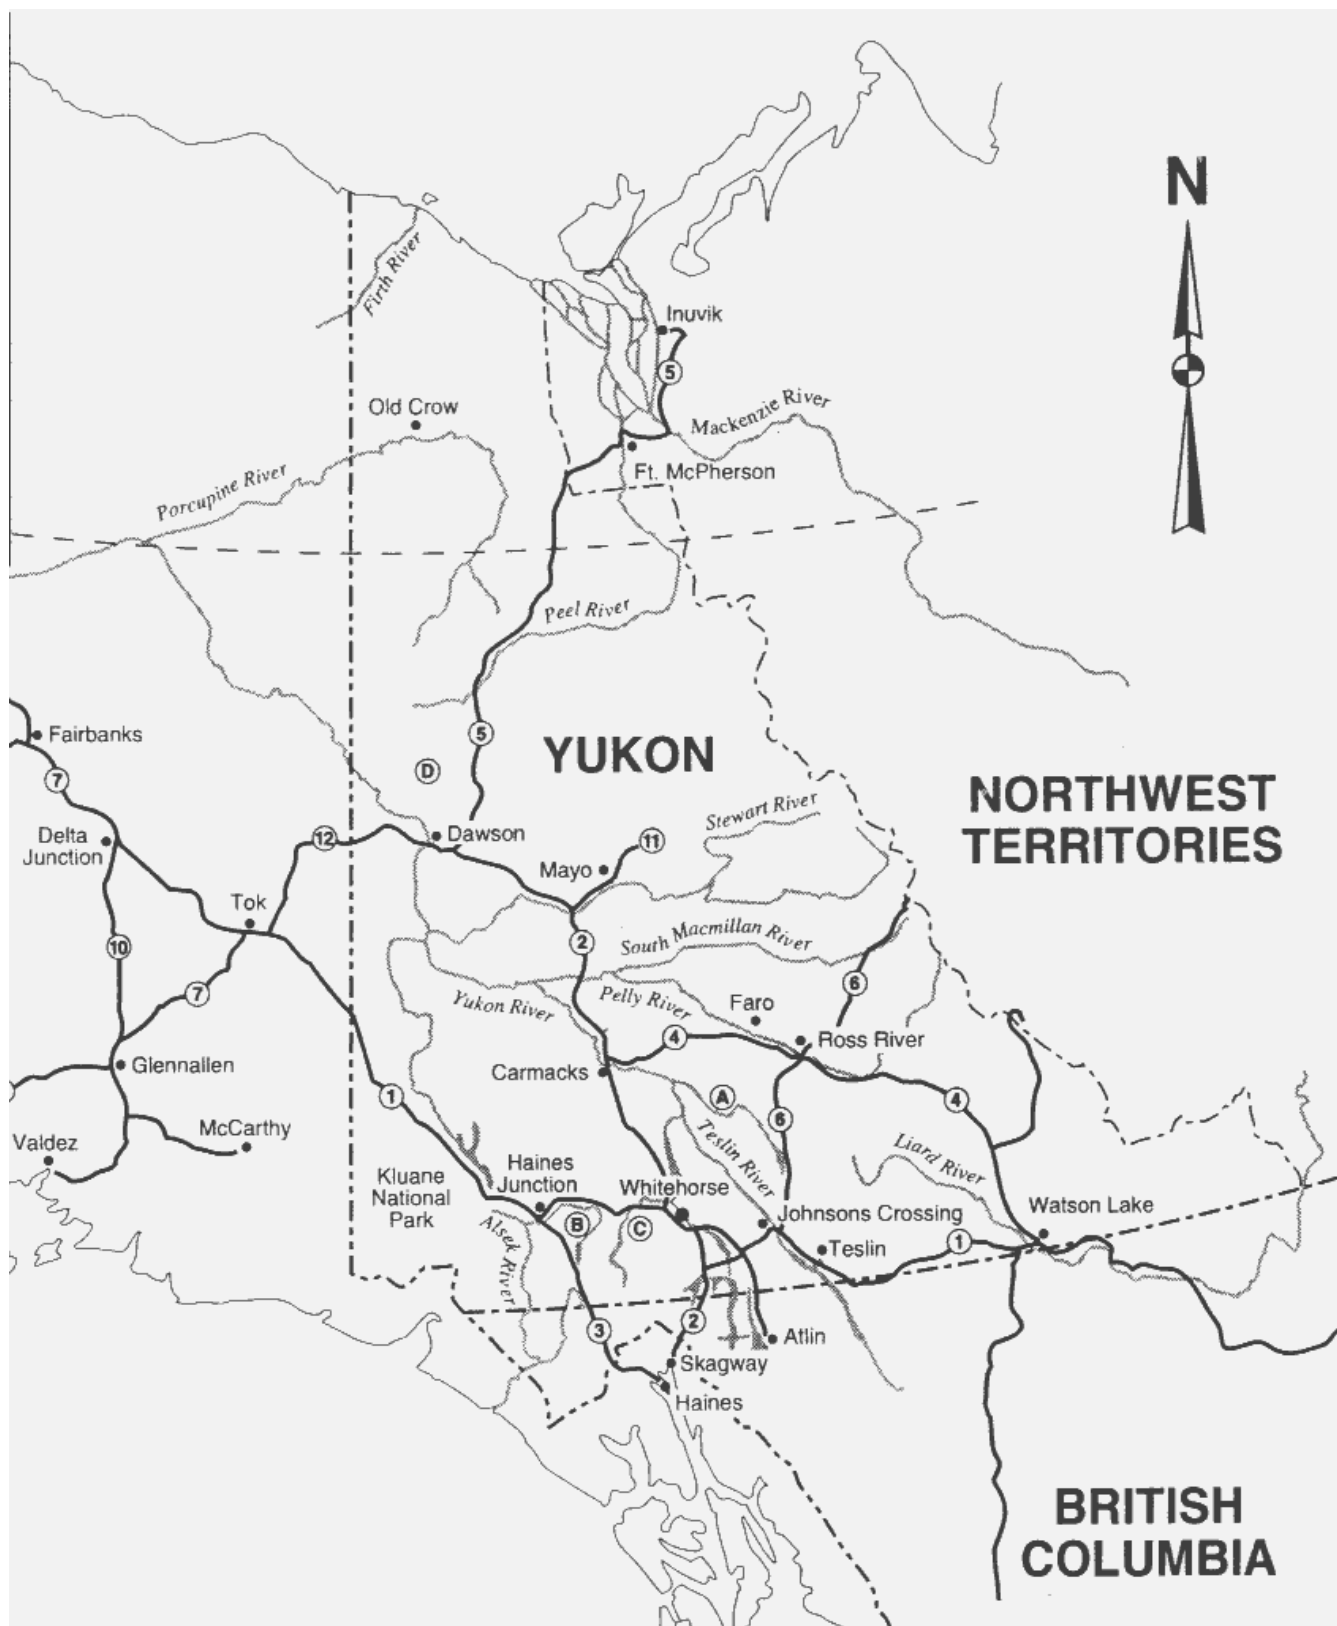 N
Firth River
Inuvik
5
Old Crow
Mackenzie River
Ft. McPherson
Porcupine River
Peel River
5
Fairbanks
YUKON
D
7
NORTHWEST
TERRITORIES
Stewart River
12
Dawson
11
Delta
Junction
Mayo
Tok
10
2
South Macmillan River
7
6
Yukon River
Pelly River
Faro
4
Ross River
Glennallen
Carmacks
1
A
4
6
McCarthy
Valdez
Teslin River
Liard River
Haines
Junction
Kluane
National
Park
Whitehorse
Watson Lake
Alsek River
B
C
Johnsons Crossing
Teslin
1
3
2
Atlin
Skagway
Haines
BRITISH
COLUMBIA